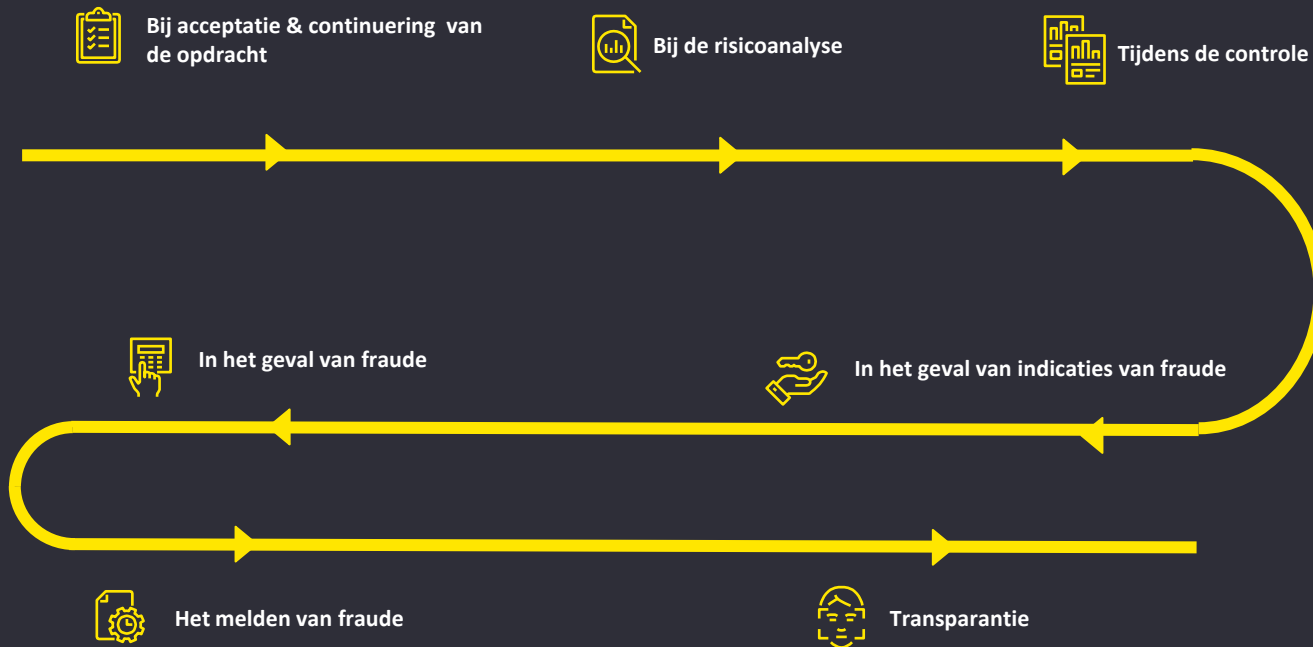 Bij acceptatie & continuering van
de opdracht
Bij de risicoanalyse
Tijdens de controle
In het geval van indicaties van fraude
In het geval van fraude
Het melden van fraude
Transparantie